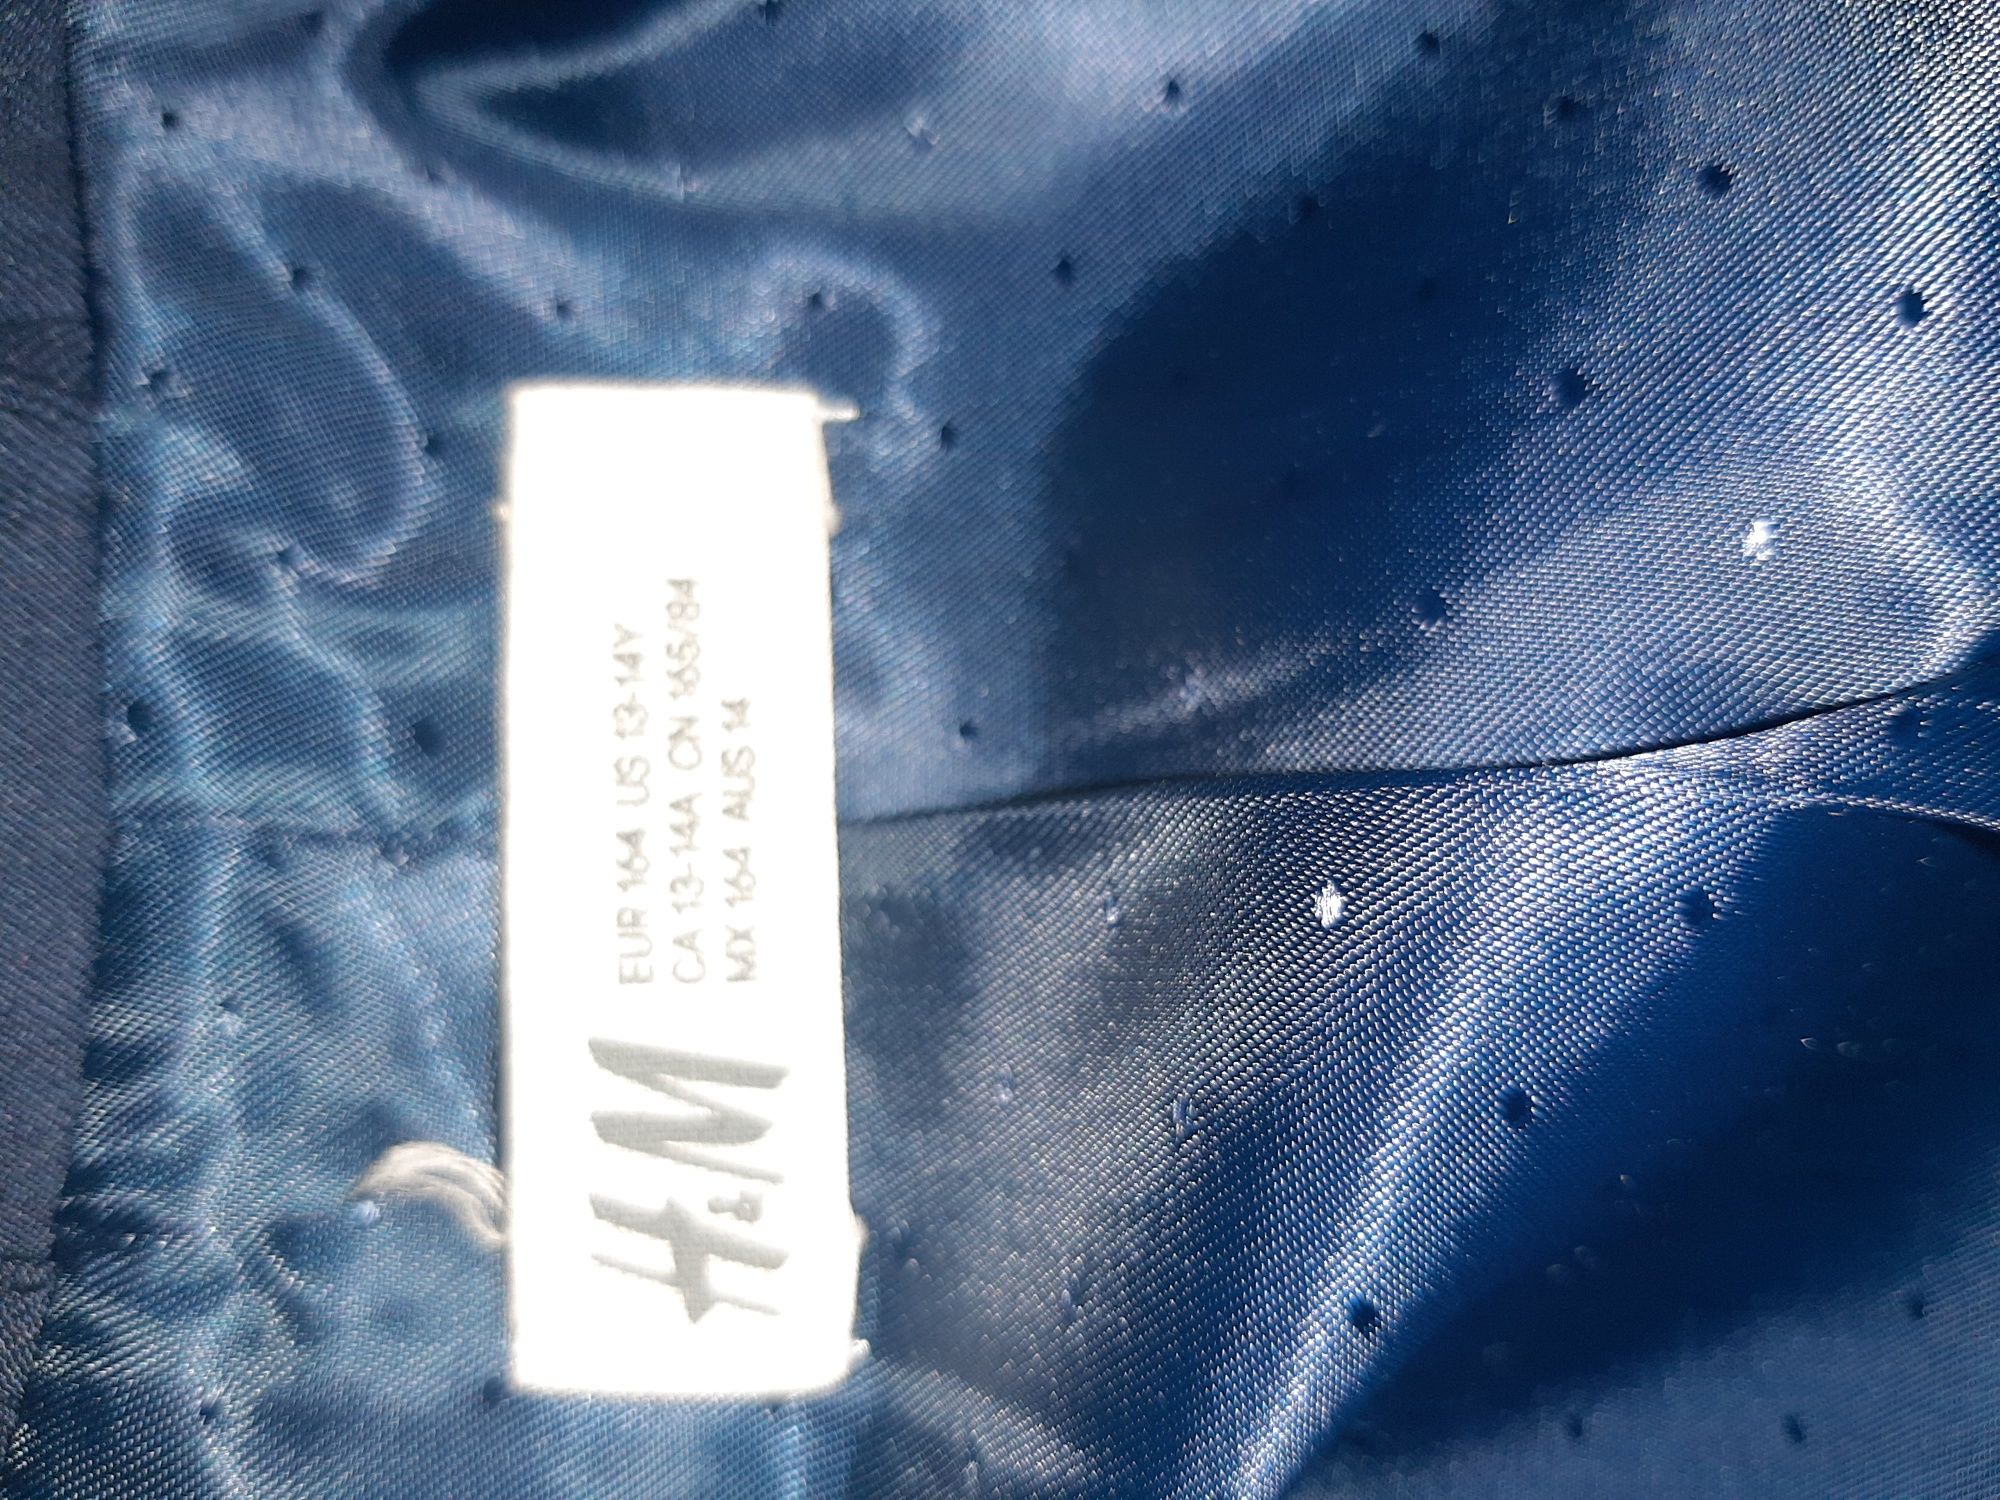 H&M
EUR 164 US 13-14Y
CA 13-14A CN 165/84
MX 164 AUS 14